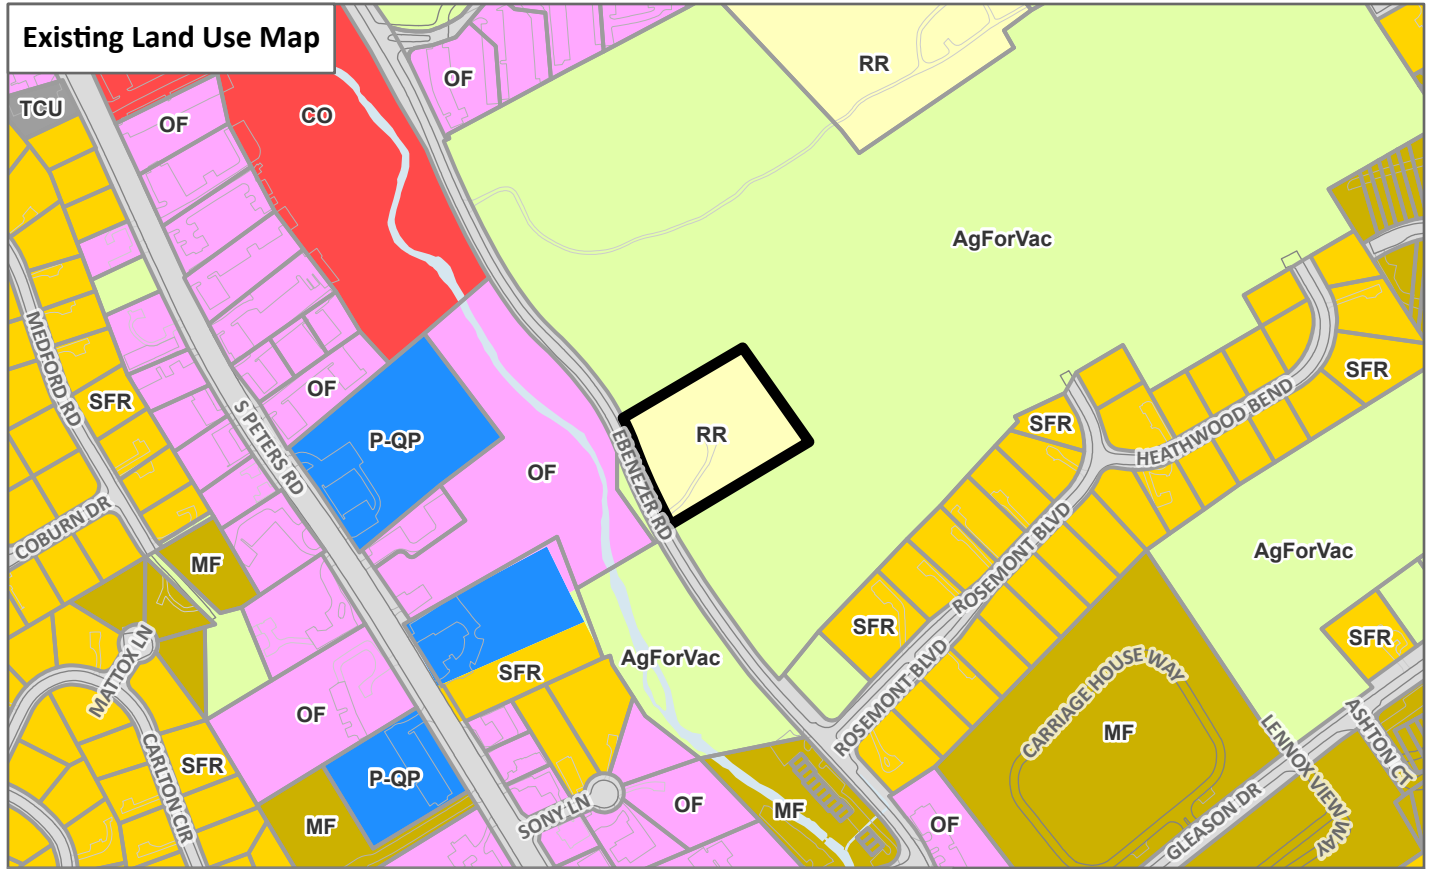 Existing Land Use Map
RR
OF
TCU
CO
OF
AgForVac
MEDFORD RD
SFR
OF
S PETERS RD
P-QP
OF
EBENEZER RD
RR
SFR
HEATHWOOD BEND
SFR
COBURN DR
MF
ROSEMONT BLVD
AgForVac
SFR
SFR
MATTOX LN
SFR
AgForVac
ROSEMONT BLVD
CARRIAGE HOUSE WAY
MF
OF
CARLTON CIR
SFR
P-QP
LENNOX VIEW WAY
ASHTON CT
GLEASON DR
MF
SONY LN
OF
MF
OF